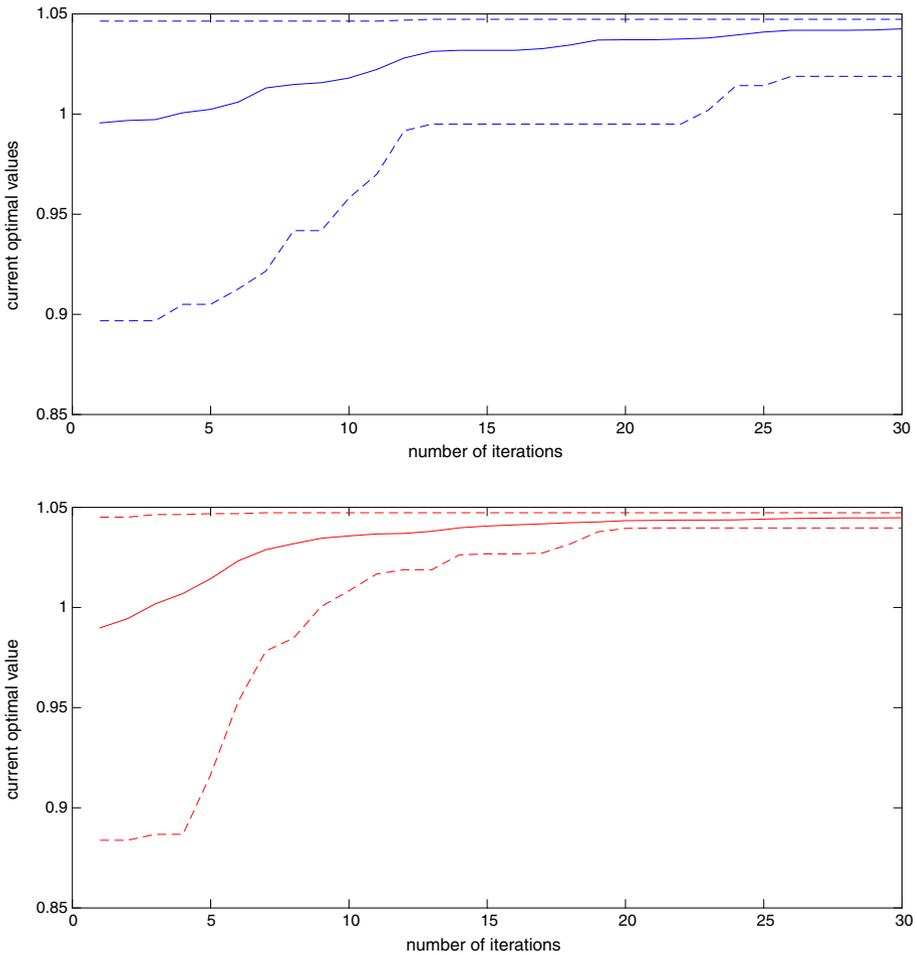 current optimal values
1.05
1
0.95
0.9
0.85
0 5 10 15 20 25 30
number of iterations
current optimal value
1.05
1
0.95
0.9
0.85
0 5 10 15 20 25 30
number of iterations